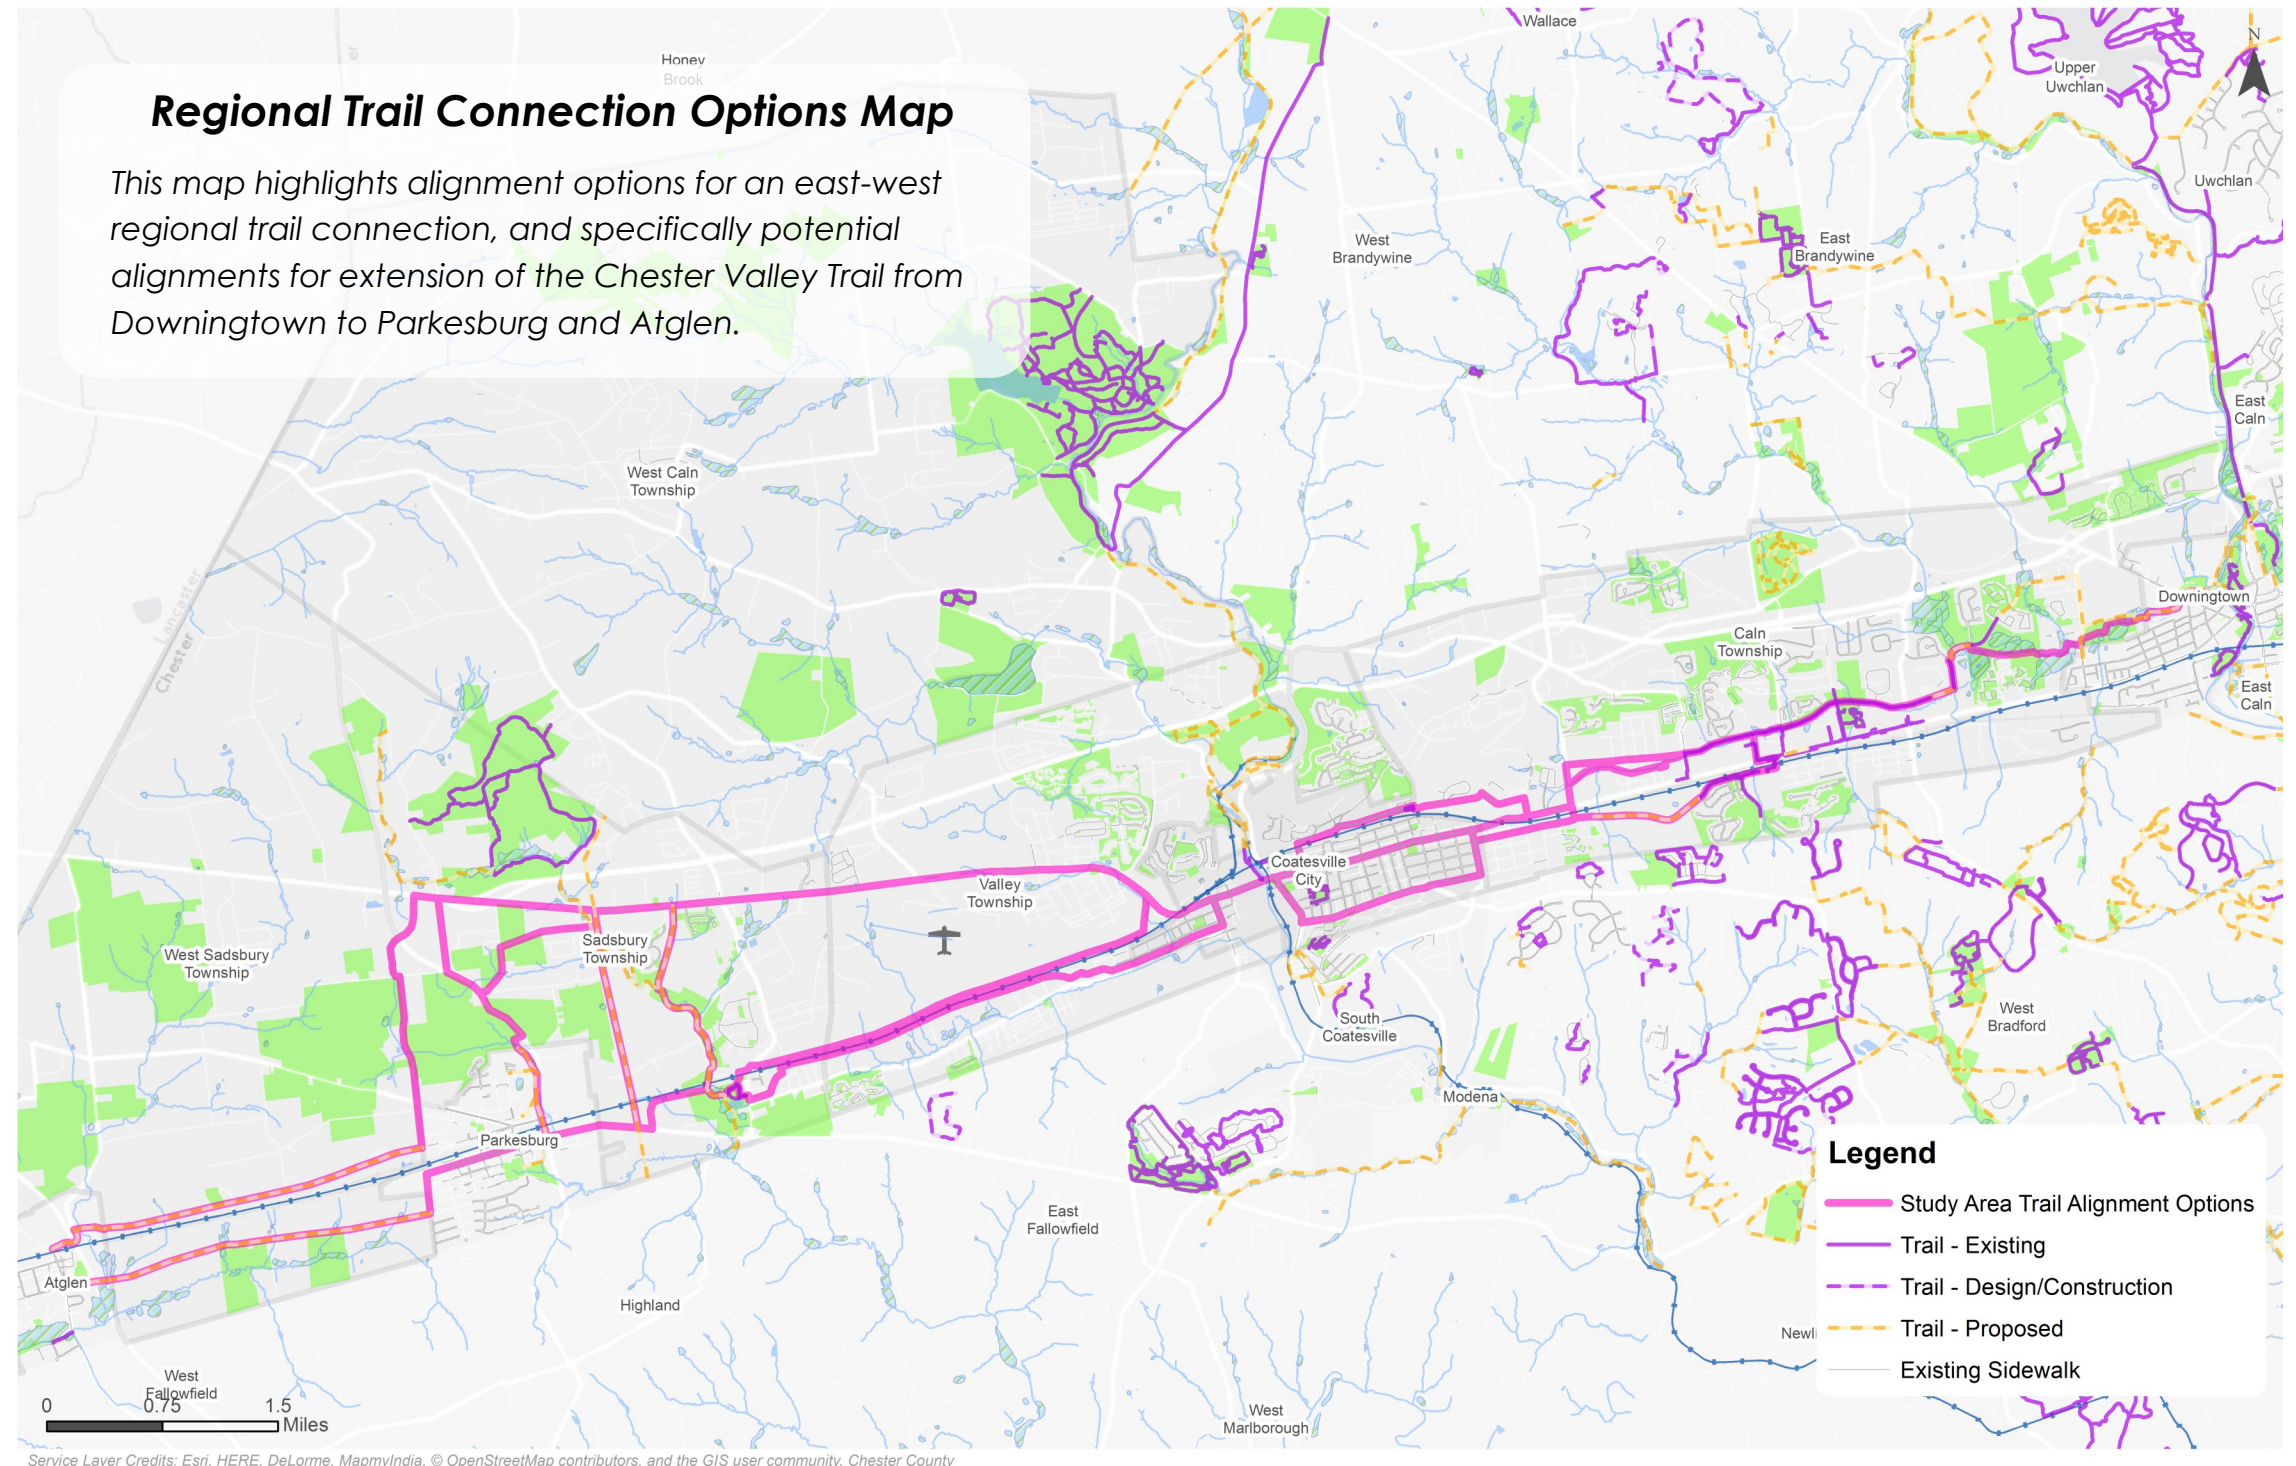 Regional Trail Connection Options Map
This map highlights alignment options for an east-west
regional trail connection, and specifically potential
alignments for extension of the Chester Valley Trail from
Downingtown to Parkesburg and Atglen.
Honey
Brook
Wallace
N
Upper
Uwchlan
Uwchlan
West
Brandywine
East
Brandywine
East
Caln
West Caln
Township
Lancaster
Chester
Downingtown
Caln
Township
East
Caln
Coatesville
City
Valley
Township
Sadsbury
Township
West Sadsbury
Township
South
Coatesville
West
Bradford
Modena
Parkesburg
East
Fallowfield
Atglen
Highland
West
Fallowfield
West
Marlborough
Newli
Legend
Study Area Trail Alignment Options
Trail - Existing
Trail - Design/Construction
Trail - Proposed
Existing Sidewalk
0 0.75 1.5
Miles
Service Layer Credits: Esri, HERE, DeLorme, MapmyIndia, © OpenStreetMap contributors, and the GIS user community, Chester County